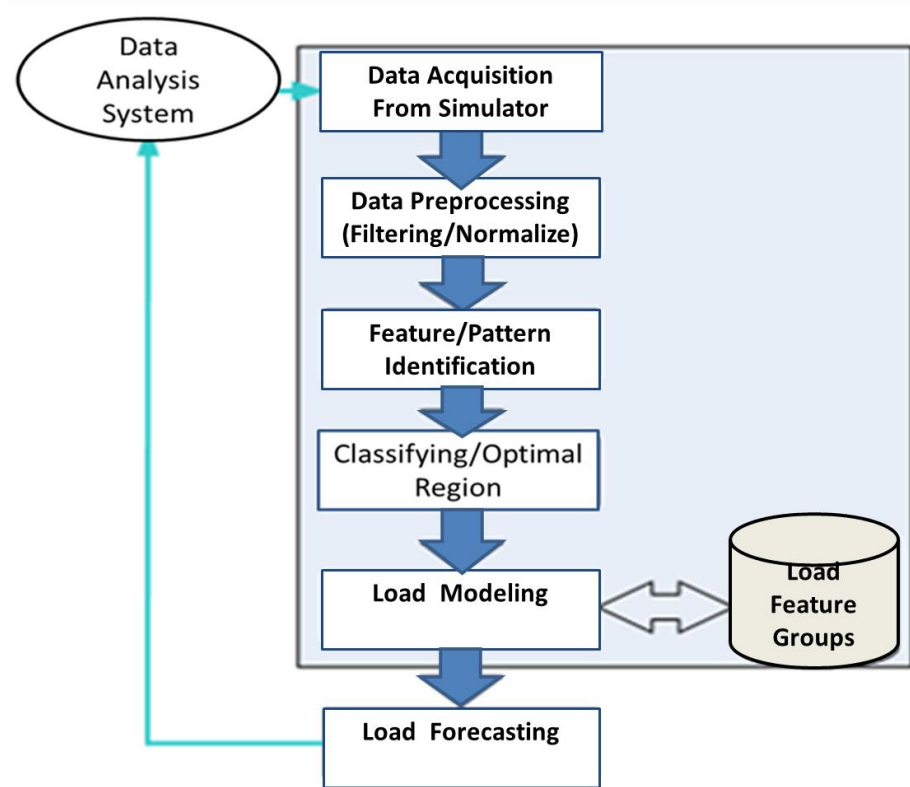 Data
Analysis
System
Data Acquisition
From Simulator
Data Preprocessing
(Filtering/Normalize)
Feature/Pattern
Identification
Classifying/Optimal
Region
Load Modeling
Load
Feature
Groups
Load Forecasting